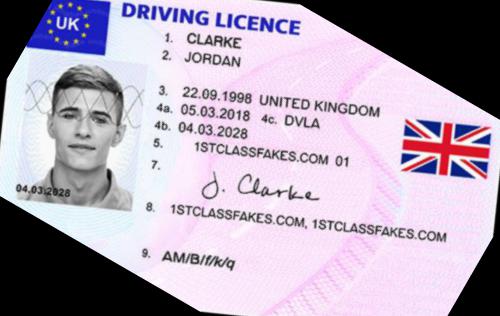 UK
DRIVING LICENCE
1. CLARKE
2. JORDAN
3. 22.09.1998 UNITED KINGDOM
4a. 05.03.2018 4c. DVLA
4b. 04.03.2028
5. 1STCLASSFAKES.COM 01
7. J. Clarke
8. 1STCLASSFAKES.COM, 1STCLASSFAKES.COM
9. AM/B/f/k/q
04.03.2028